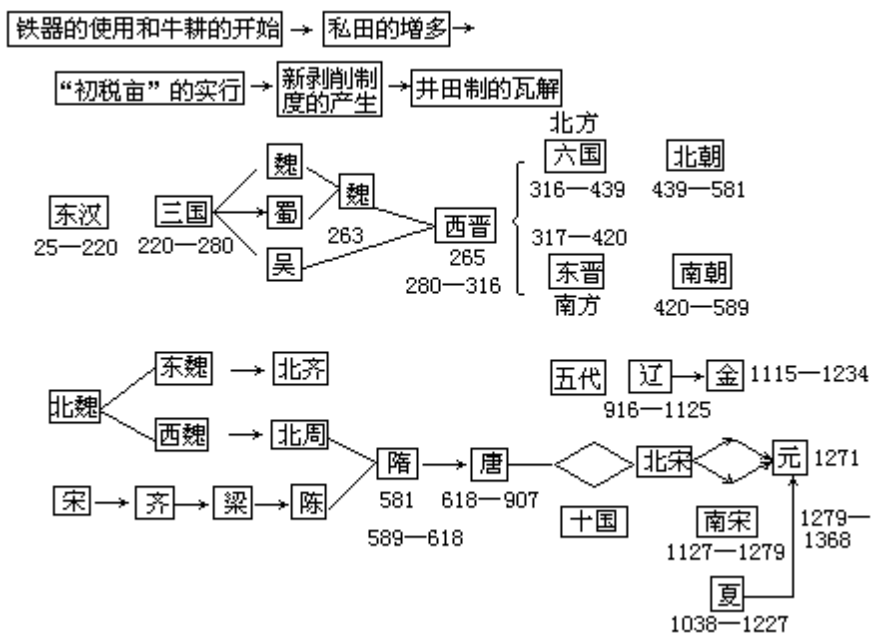 铁器的使用和牛耕的开始 → 私田的增多 →
“初税亩”的实行 → 新剥削制度的产生 → 井田制的瓦解
北方
六国 北朝
316—439 439—581
魏
东汉 三国 蜀 魏 西晋
25—220 220—280 263 317—420
吴 265
280—316
东晋 南朝
南方 420—589
东魏 → 北齐
五代 辽 → 金 1115—1234
北魏 916—1125
西魏 → 北周
隋 → 唐 北宋 元 1271
宋 → 齐 → 梁 → 陈
581 618—907
589—618
十国 南宋 1279—
1368
1127—1279
夏
1038—1227